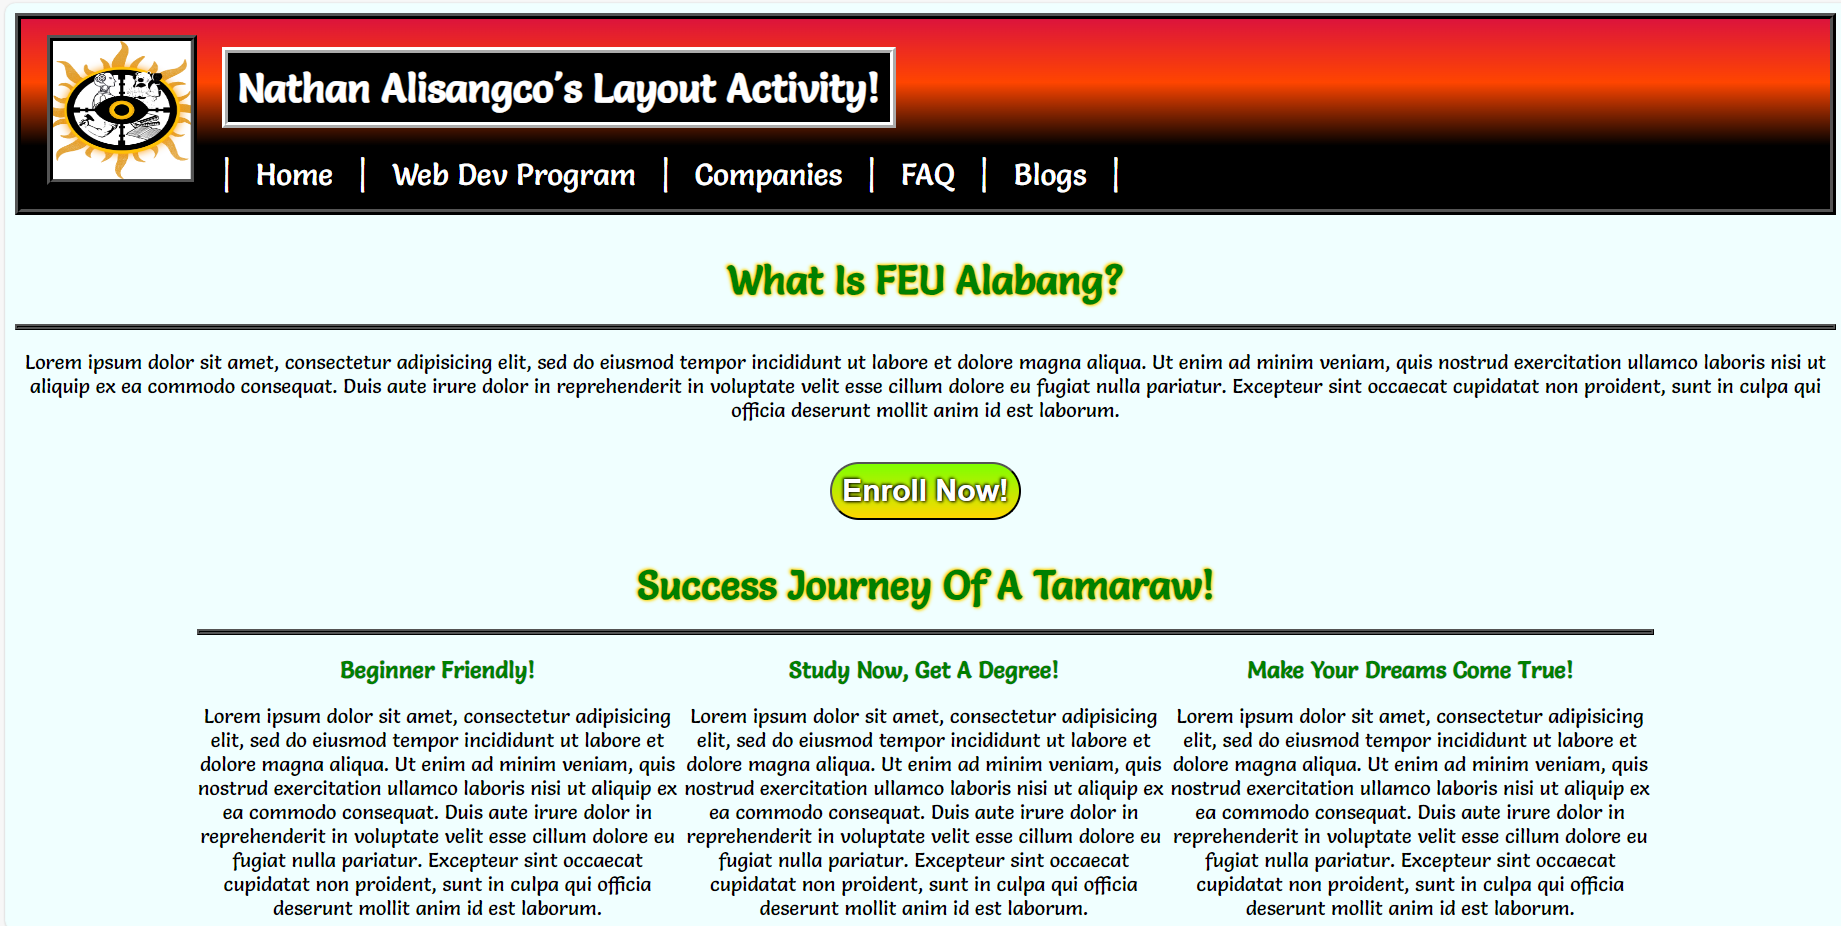 Nathan Alisangco's Layout Activity!
| Home | Web Dev Program | Companies | FAQ | Blogs |
What Is FEU Alabang?
Lorem ipsum dolor sit amet, consectetur adipisicing elit, sed do eiusmod tempor incididunt ut labore et dolore magna aliqua. Ut enim ad minim veniam, quis nostrud exercitation ullamco laboris nisi ut
aliquip ex ea commodo consequat. Duis aute irure dolor in reprehenderit in voluptate velit esse cillum dolore eu fugiat nulla pariatur. Excepteur sint occaecat cupidatat non proident, sunt in culpa qui
officia deserunt mollit anim id est laborum.
Enroll Now!
Success Journey Of A Tamaraw!
Beginner Friendly!
Lorem ipsum dolor sit amet, consectetur adipisicing
elit, sed do eiusmod tempor incididunt ut labore et
dolore magna aliqua. Ut enim ad minim veniam, quis
nostrud exercitation ullamco laboris nisi ut aliquip ex
ea commodo consequat. Duis aute irure dolor in
reprehenderit in voluptate velit esse cillum dolore eu
fugiat nulla pariatur. Excepteur sint occaecat
cupidatat non proident, sunt in culpa qui officia
deserunt mollit anim id est laborum.
Study Now, Get A Degree!
Lorem ipsum dolor sit amet, consectetur adipisicing
elit, sed do eiusmod tempor incididunt ut labore et
dolore magna aliqua. Ut enim ad minim veniam, quis
nostrud exercitation ullamco laboris nisi ut aliquip ex
ea commodo consequat. Duis aute irure dolor in
reprehenderit in voluptate velit esse cillum dolore eu
fugiat nulla pariatur. Excepteur sint occaecat
cupidatat non proident, sunt in culpa qui officia
deserunt mollit anim id est laborum.
Make Your Dreams Come True!
Lorem ipsum dolor sit amet, consectetur adipisicing
elit, sed do eiusmod tempor incididunt ut labore et
dolore magna aliqua. Ut enim ad minim veniam, quis
nostrud exercitation ullamco laboris nisi ut aliquip ex
ea commodo consequat. Duis aute irure dolor in
reprehenderit in voluptate velit esse cillum dolore eu
fugiat nulla pariatur. Excepteur sint occaecat
cupidatat non proident, sunt in culpa qui officia
deserunt mollit anim id est laborum.